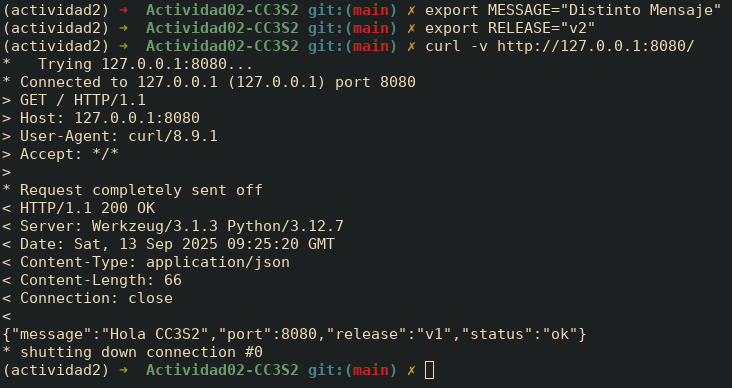 (actividad2) ➜  Actividad02-CC3S2 git:(main) ✗ export MESSAGE="Distinto Mensaje"
(actividad2) ➜  Actividad02-CC3S2 git:(main) ✗ export RELEASE="v2"
(actividad2) ➜  Actividad02-CC3S2 git:(main) ✗ curl -v http://127.0.0.1:8080/
*   Trying 127.0.0.1:8080...
* Connected to 127.0.0.1 (127.0.0.1) port 8080
> GET / HTTP/1.1
> Host: 127.0.0.1:8080
> User-Agent: curl/8.9.1
> Accept: */*
>
* Request completely sent off
< HTTP/1.1 200 OK
< Server: Werkzeug/3.1.3 Python/3.12.7
< Date: Sat, 13 Sep 2025 09:25:20 GMT
< Content-Type: application/json
< Content-Length: 66
< Connection: close
<
{"message":"Hola CC3S2","port":8080,"release":"v1","status":"ok"}
* shutting down connection #0
(actividad2) ➜  Actividad02-CC3S2 git:(main) ✗